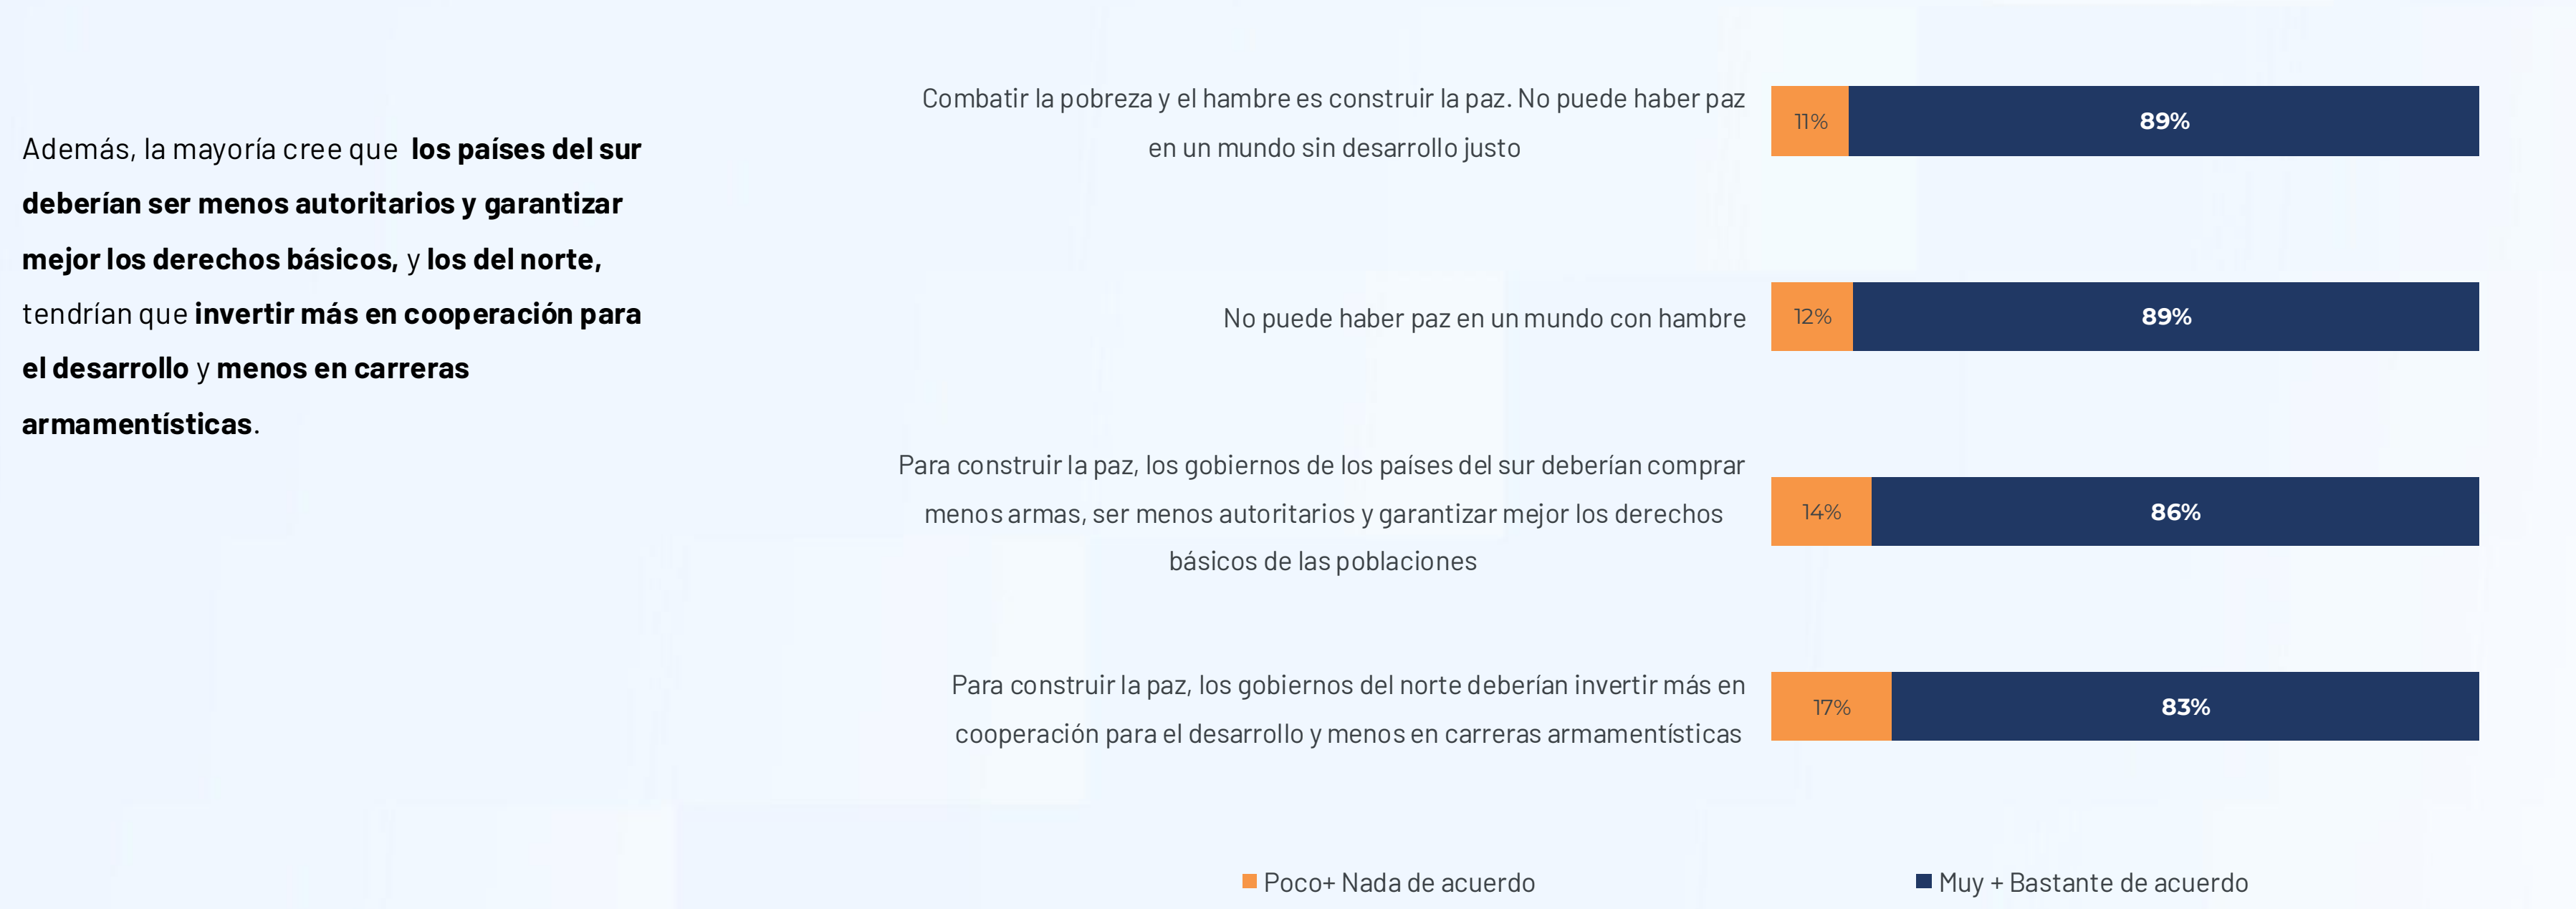 Además, la mayoría cree que los países del sur
deberían ser menos autoritarios y garantizar
mejor los derechos básicos, y los del norte,
tendrían que invertir más en cooperación para
el desarrollo y menos en carreras
armamentísticas.
Combatir la pobreza y el hambre es construir la paz. No puede haber paz
en un mundo sin desarrollo justo
11%
89%
No puede haber paz en un mundo con hambre
12%
89%
Para construir la paz, los gobiernos de los países del sur deberían comprar
menos armas, ser menos autoritarios y garantizar mejor los derechos
básicos de las poblaciones
14%
86%
Para construir la paz, los gobiernos del norte deberían invertir más en
cooperación para el desarrollo y menos en carreras armamentísticas
17%
83%
Poco+ Nada de acuerdo
Muy + Bastante de acuerdo